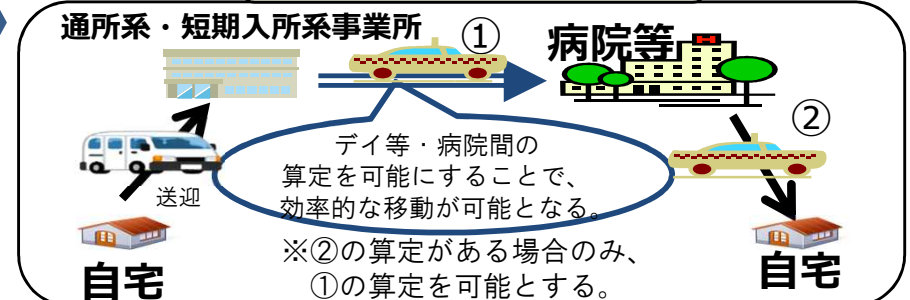 通所系・短期入所系事業所
①
病院等
②
デイ等・病院間の
算定を可能にすることで、
効率的な移動が可能となる。
送迎
※②の算定がある場合のみ、
①の算定を可能とする。
自宅
自宅